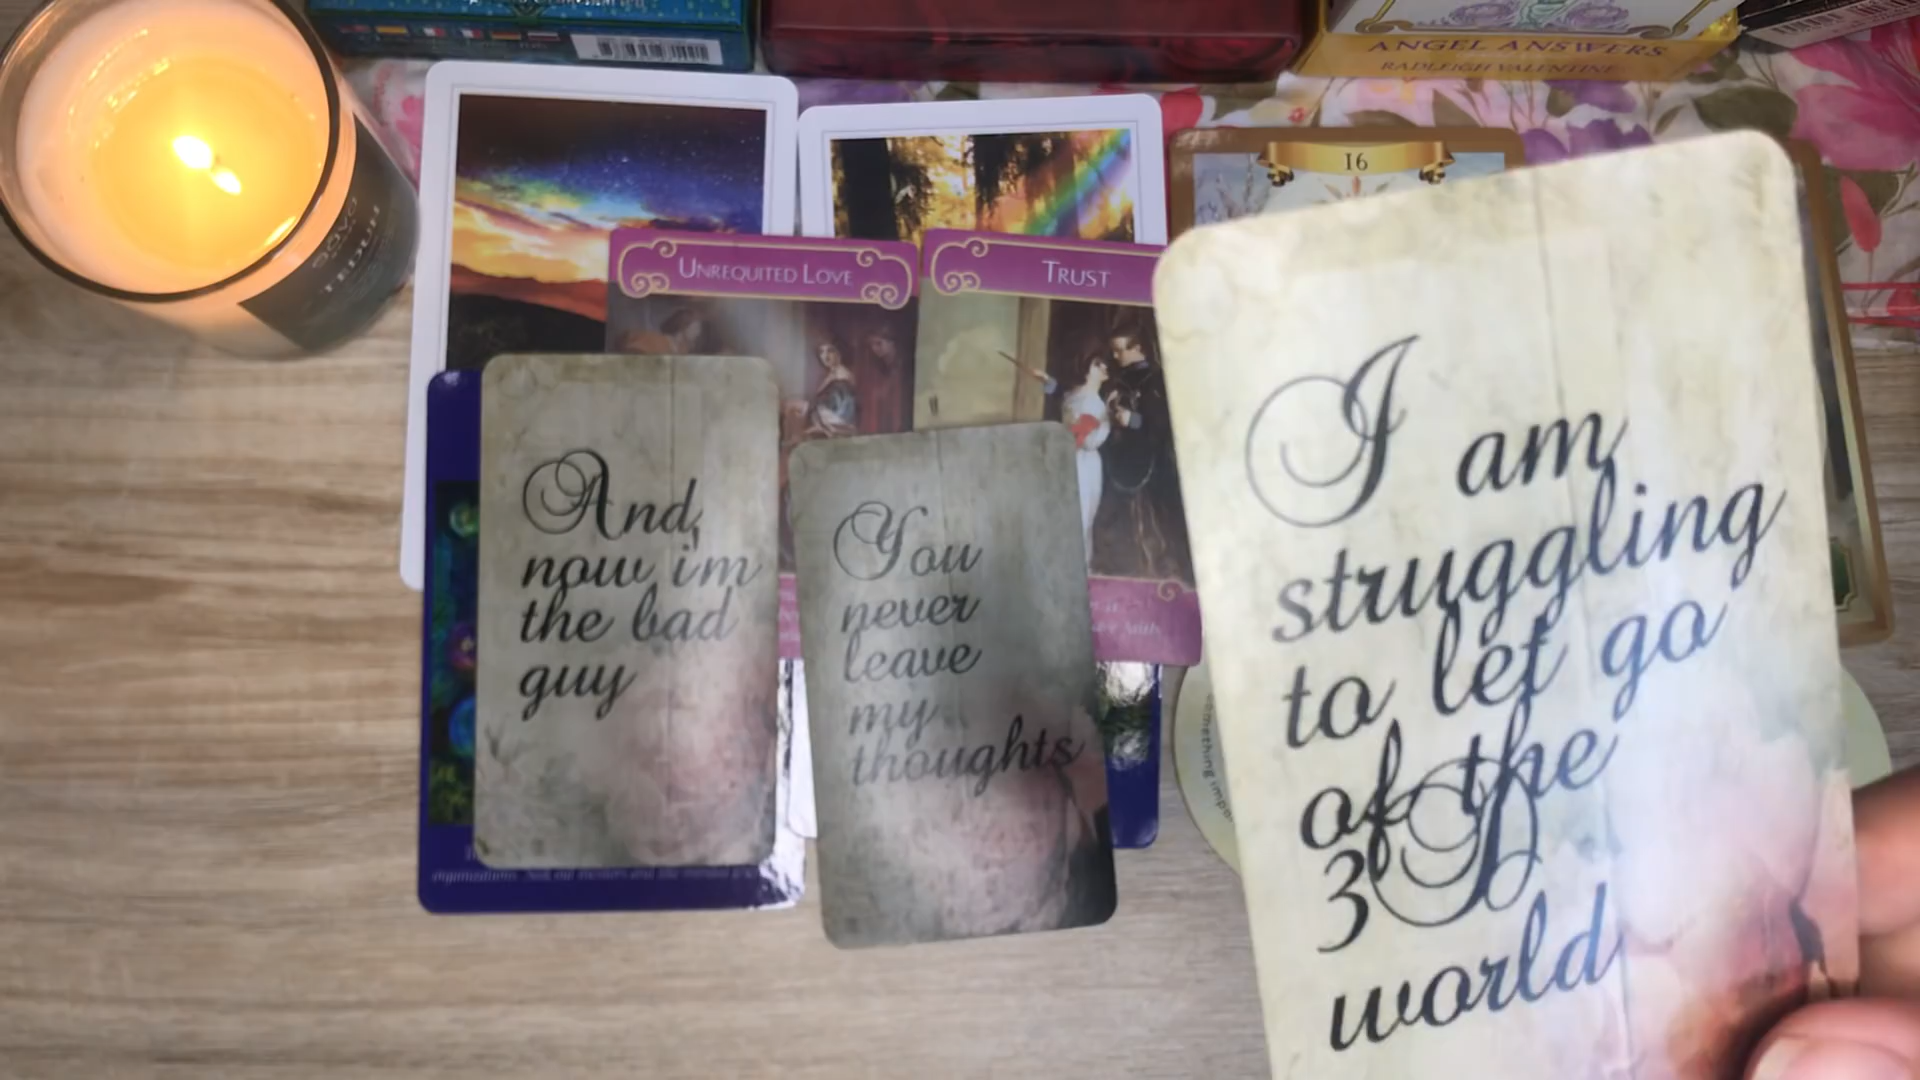 ANGEL ANSWERS
RADLEIGH VALENTINE
16
UNREQUITED LOVE
TRUST
And,
now i'm
the bad
guy
You
never
leave
my
thoughts
I am
struggling
to let go
of the
3D
world